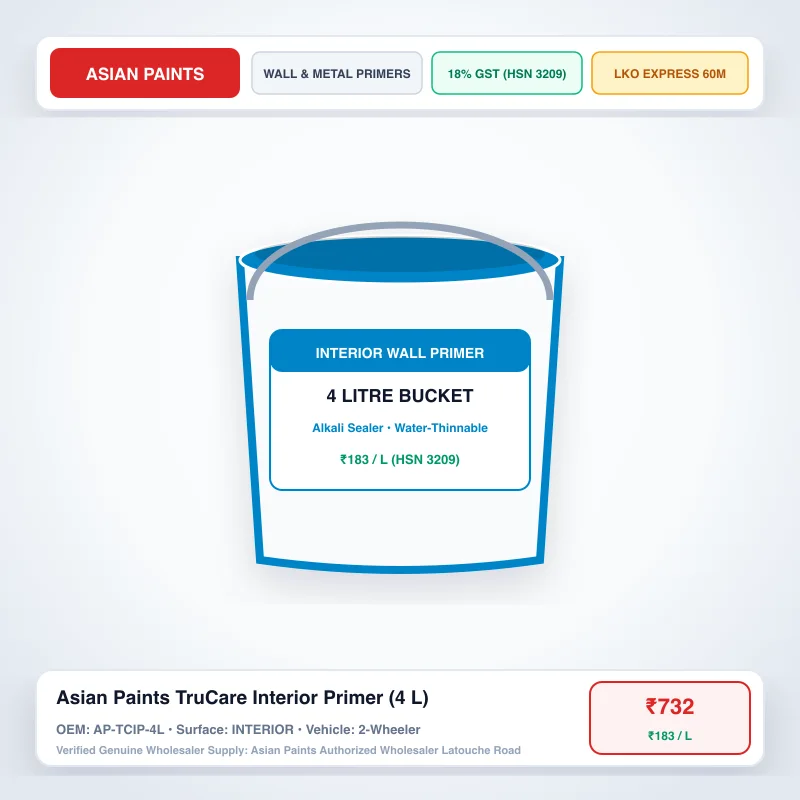 ASIAN PAINTS
WALL & METAL PRIMERS
18% GST (HSN 3209)
LKO EXPRESS 60M
INTERIOR WALL PRIMER
4 LITRE BUCKET
Alkali Sealer • Water-Thinnable
₹183 / L (HSN 3209)
Asian Paints TruCare Interior Primer (4 L)
OEM: AP-TCIP-4L • Surface: INTERIOR • Vehicle: 2-Wheeler
Verified Genuine Wholesaler Supply: Asian Paints Authorized Wholesaler Latouche Road
₹732
₹183 / L